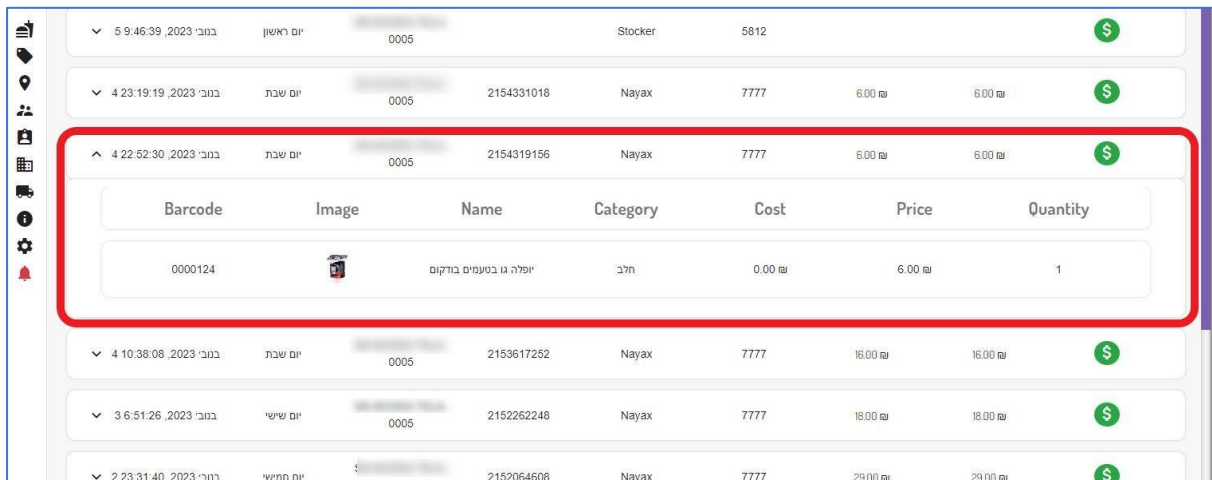 5 בנוב׳ 2023, 9:46:39 יום ראשון 0005 Stocker 5812
4 בנוב׳ 2023, 23:19:19 יום שבת 0005 2154331018 Nayax 7777 6.00 ₪ 6.00 ₪
4 בנוב׳ 2023, 22:52:30 יום שבת 0005 2154319156 Nayax 7777 6.00 ₪ 6.00 ₪
Barcode Image Name Category Cost Price Quantity
0000124 יופלה גו בטעמים בודקום חלב 0.00 ₪ 6.00 ₪ 1
4 בנוב׳ 2023, 10:38:08 יום שבת 0005 2153617252 Nayax 7777 16.00 ₪ 16.00 ₪
3 בנוב׳ 2023, 6:51:26 יום שישי 0005 2152262248 Nayax 7777 18.00 ₪ 18.00 ₪
2 בנוב׳ 2023, 23:31:40 יום חמישי 2152064608 Nayax 7777 29.00 ₪ 29.00 ₪